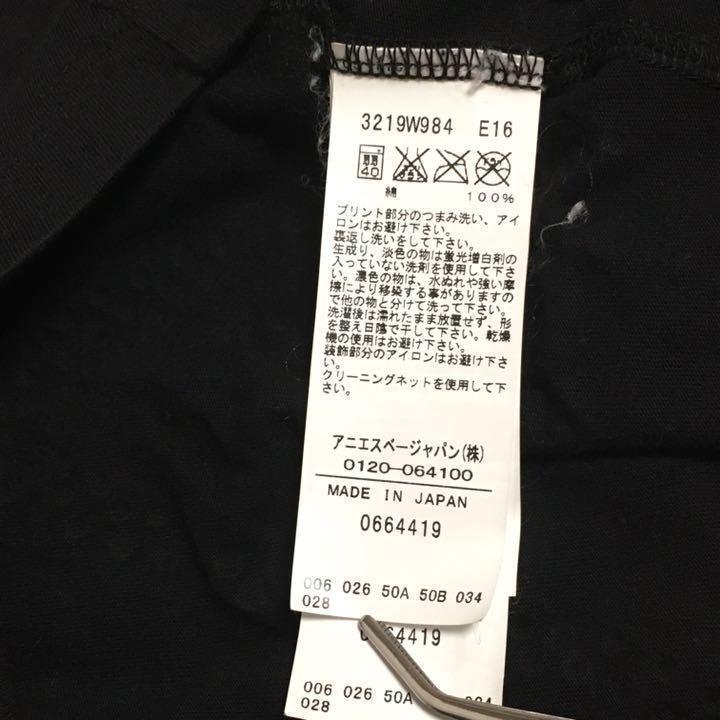 3219W984 E16
40
綿 100%
プリント部分のつまみ洗い、アイ
ロンはお避け下さい。
裏返し洗いをして下さい。
生成り、淡色の物は蛍光増白剤の
入っていない洗剤を使用して下さ
い。濃色の物は、水ぬれや強い摩
擦により移染する事がありますの
で他の物と分けて洗って下さい。
洗濯後は濡れたまま放置せず、形
を整え日陰で干して下さい。乾燥
機の使用はお避け下さい。
装飾部分のアイロンはお避け下さ
い。
クリーニングネットを使用して下
さい。
アニエスベージャパン(株)
0120-064100
MADE IN JAPAN
0664419
006 026 50A 50B 034
028
64419
006 026 50A 034
028